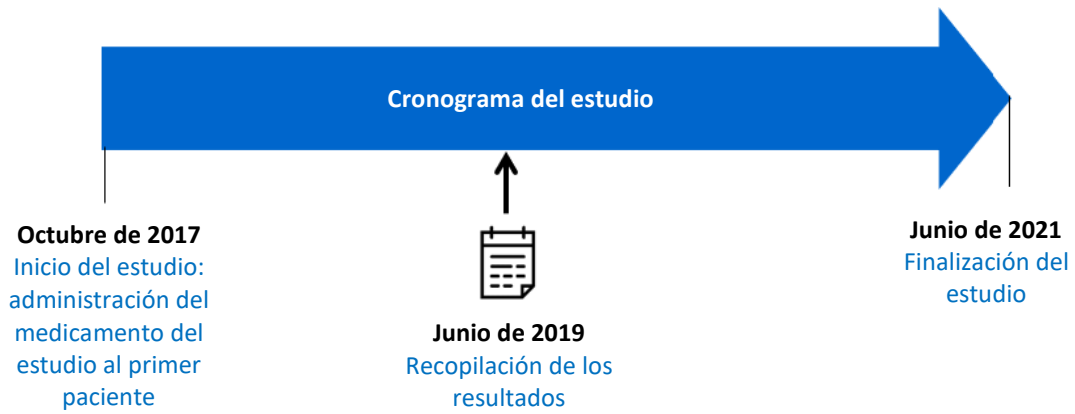 Cronograma del estudio
Octubre de 2017
Inicio del estudio:
administración del
medicamento del
estudio al primer
paciente
Junio de 2019
Recopilación de los
resultados
Junio de 2021
Finalización del
estudio